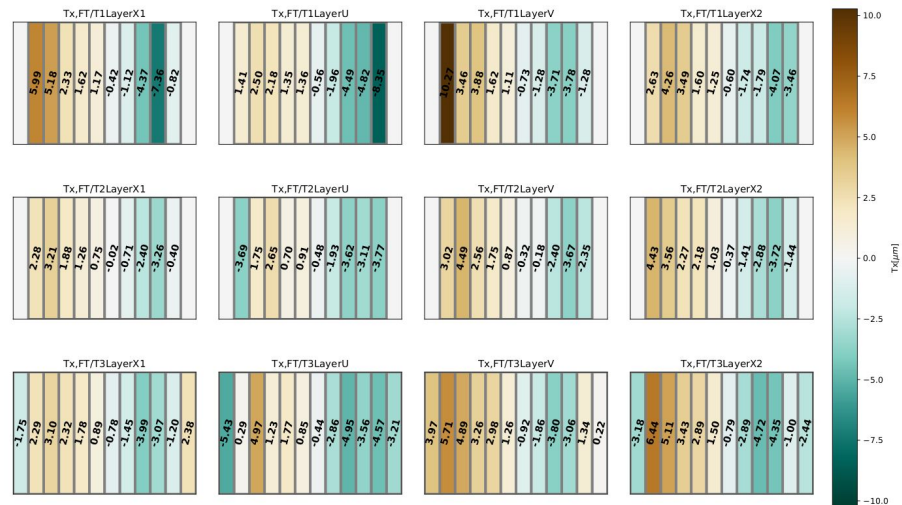 Tx,FT/T1LayerX1
5.99 5.18 2.33 1.62 1.17 -0.42 -1.12 -4.37 -7.36 -0.82
Tx,FT/T1LayerU
1.41 2.50 2.18 1.35 1.36 -0.56 -1.96 -4.49 -4.82 -8.35
Tx,FT/T1LayerV
10.27 3.46 3.88 1.62 1.11 -0.73 -1.28 -3.71 -3.78 -1.28
Tx,FT/T1LayerX2
2.63 4.26 3.49 1.60 1.25 -0.60 -1.74 -1.79 -4.07 -3.46
Tx,FT/T2LayerX1
2.28 3.21 1.88 1.26 0.75 -0.02 -0.71 -2.40 -3.26 -0.40
Tx,FT/T2LayerU
-3.69 1.75 2.65 0.70 0.91 -0.48 -1.93 -3.62 -3.11 -3.77
Tx,FT/T2LayerV
3.02 4.49 2.56 1.75 0.87 -0.32 -0.18 -2.40 -3.67 -2.35
Tx,FT/T2LayerX2
4.43 3.56 2.27 2.18 1.03 -0.37 -1.41 -2.88 -3.72 -1.44
Tx,FT/T3LayerX1
-1.75 2.29 3.10 2.32 1.78 0.89 -0.78 -1.45 -3.99 -3.07 -1.20 2.38
Tx,FT/T3LayerU
-5.43 0.29 4.97 1.23 1.77 0.85 -0.44 -2.86 -4.95 -3.56 -4.57 -3.21
Tx,FT/T3LayerV
3.97 5.71 4.89 3.26 2.98 1.26 -0.92 -1.86 -3.80 -3.06 1.34 0.22
Tx,FT/T3LayerX2
-3.18 6.44 5.11 3.43 2.89 1.50 -0.79 -2.89 -4.72 -4.35 -1.00 -2.44
10.0
7.5
5.0
2.5
0.0
−2.5
−5.0
−7.5
−10.0
Tx[μm]